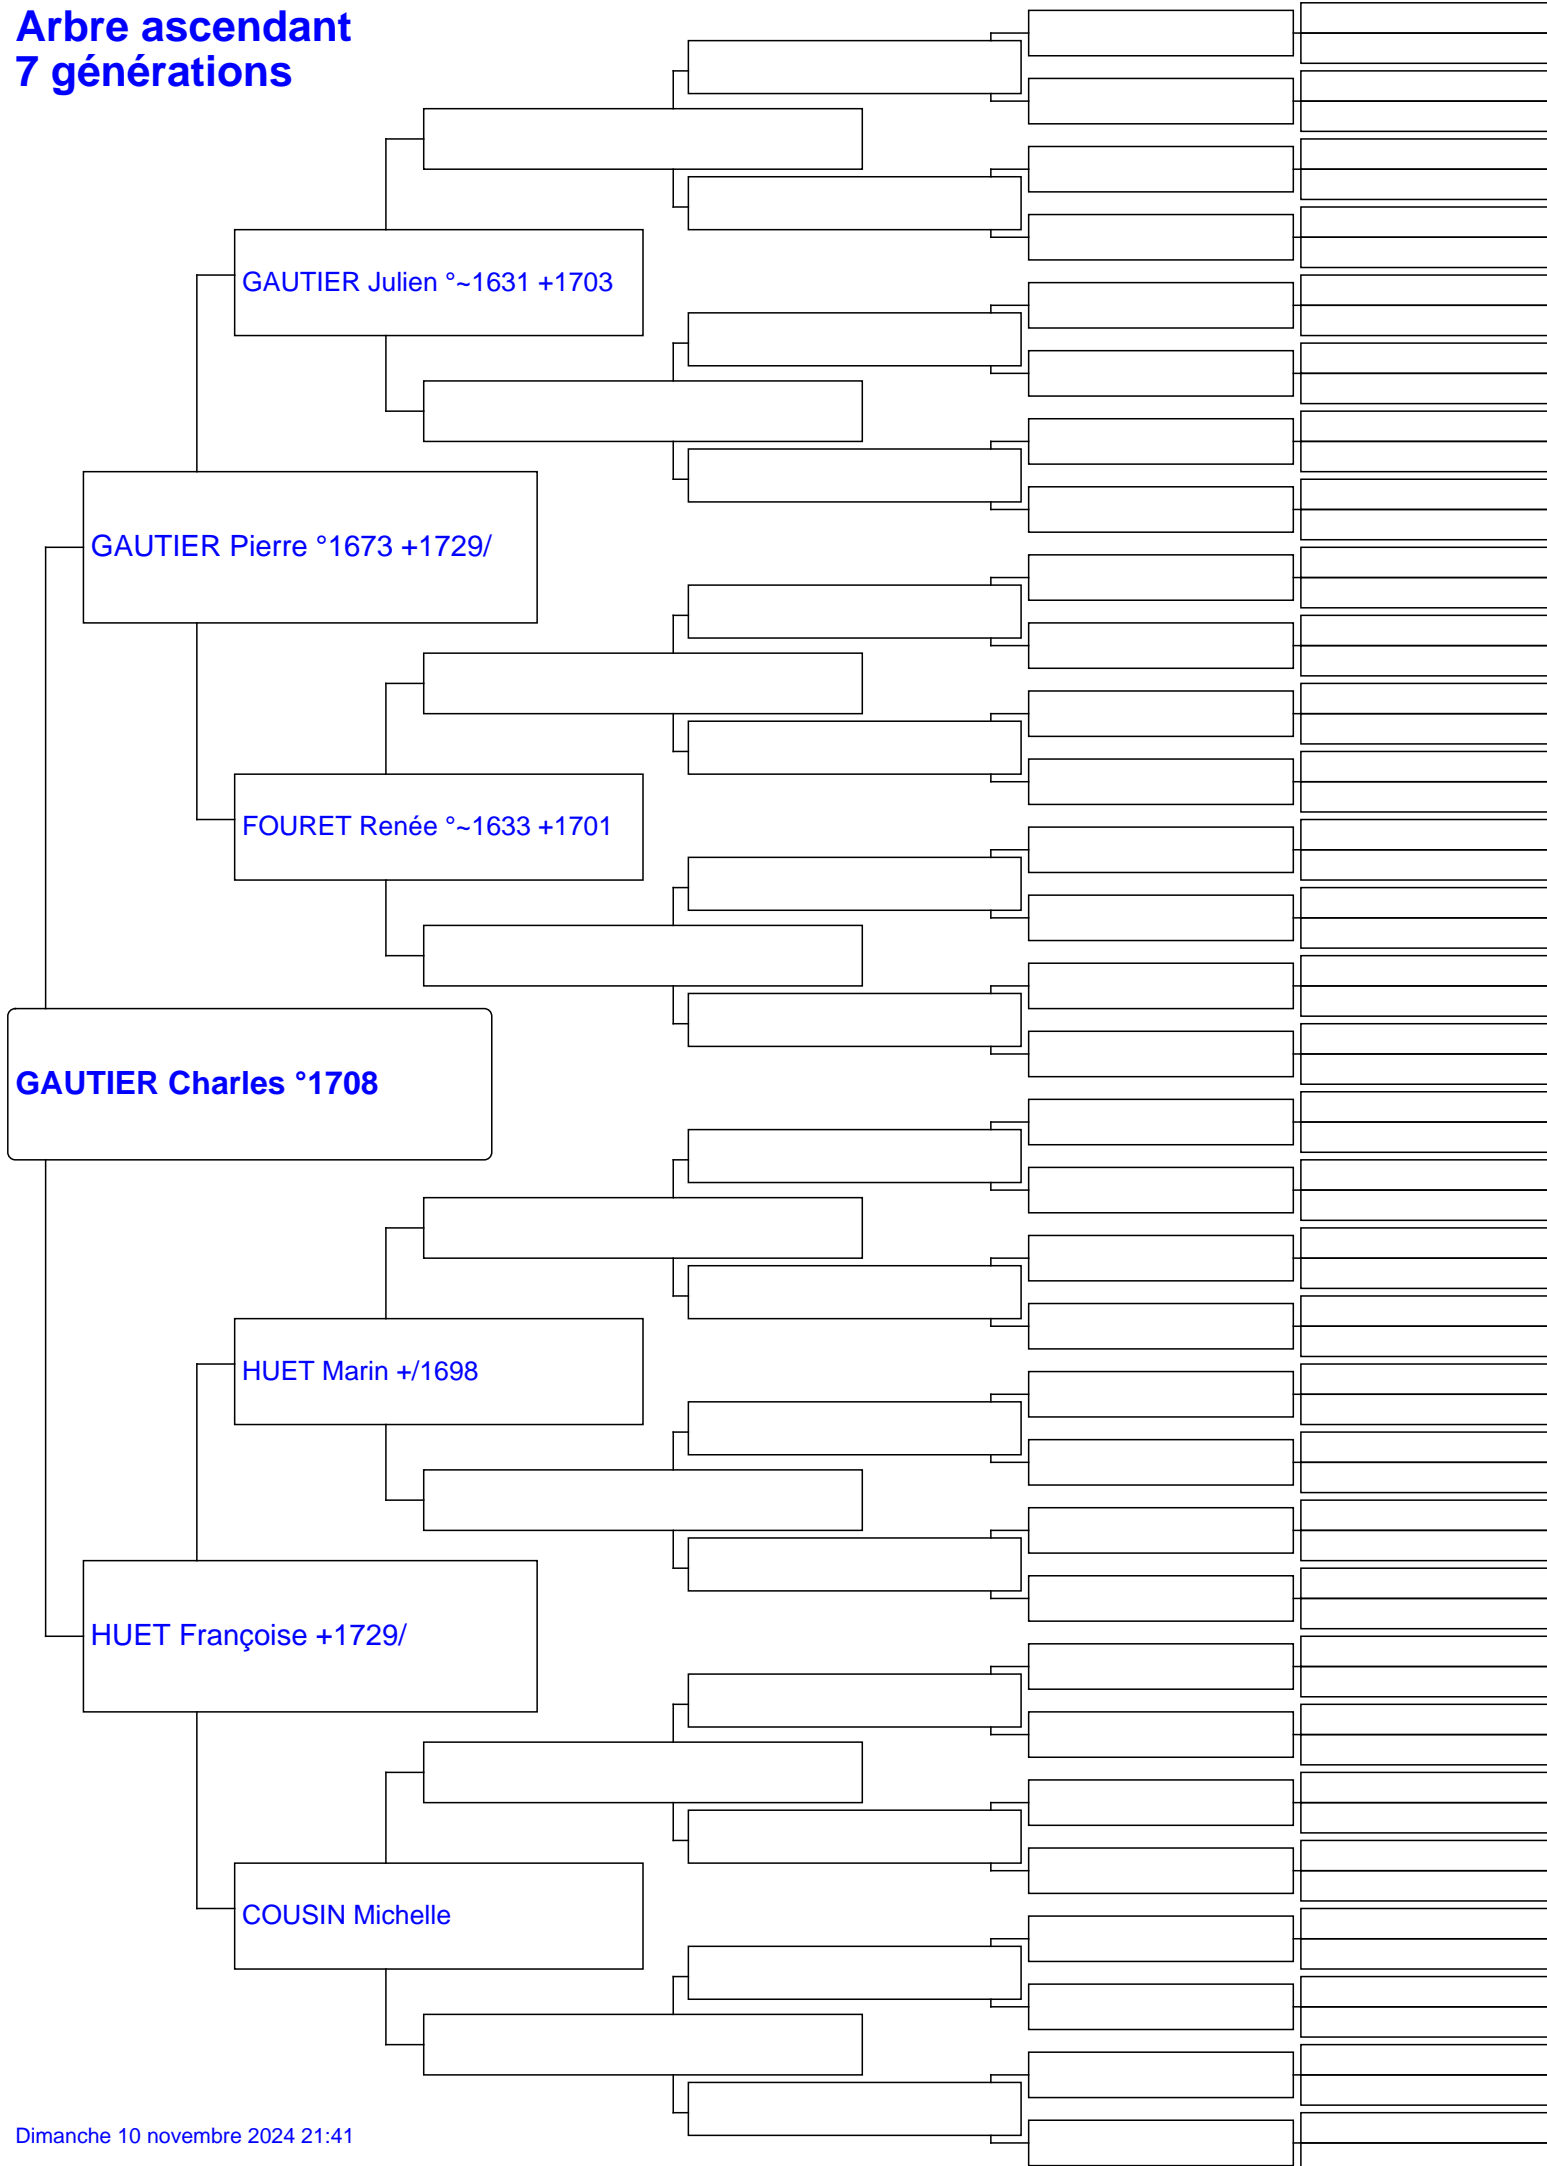 Arbre ascendant
7 générations
GAUTIER Julien °~1631 +1703
GAUTIER Pierre °1673 +1729/
FOURET Renée °~1633 +1701
GAUTIER Charles °1708
HUET Marin +/1698
HUET Françoise +1729/
COUSIN Michelle
Dimanche 10 novembre 2024 21:41